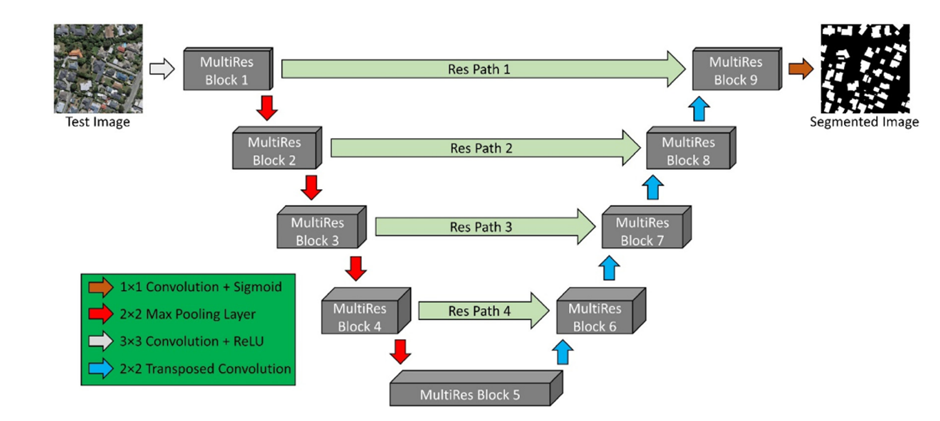 MultiRes
Block 1
Res Path 1
MultiRes
Block 9
Test Image
Segmented Image
MultiRes
Block 2
Res Path 2
MultiRes
Block 8
MultiRes
Block 3
Res Path 3
MultiRes
Block 7
1×1 Convolution + Sigmoid
2×2 Max Pooling Layer
3×3 Convolution + ReLU
2×2 Transposed Convolution
MultiRes
Block 4
Res Path 4
MultiRes
Block 6
MultiRes Block 5